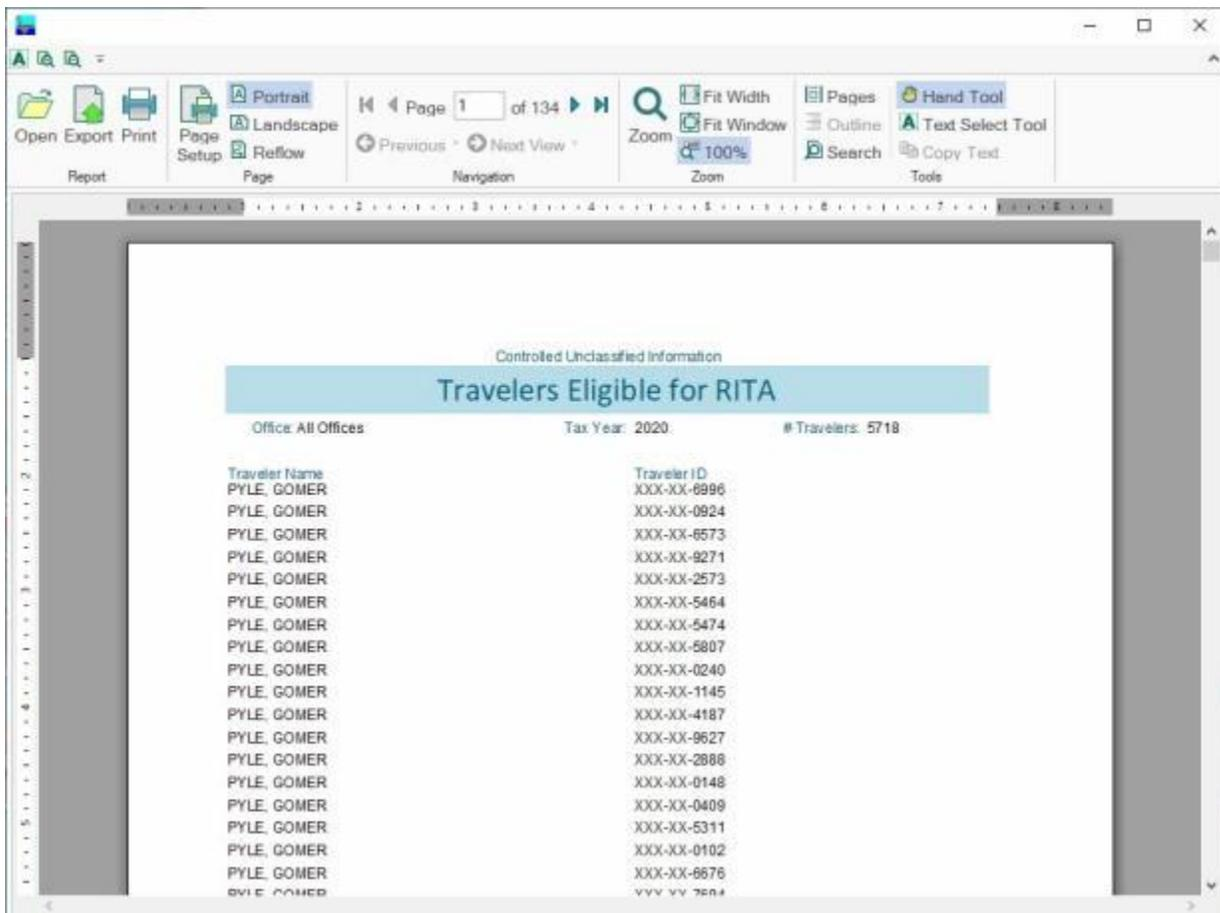 Open Export Print
Report
Page Setup
Portrait
Landscape
Reflow
Page
Page 1 of 134
Previous Next View
Navigation
Zoom
Fit Width
Fit Window
100%
Zoom
Pages
Outline
Search
Hand Tool
Text Select Tool
Copy Text
Tools
Controlled Unclassified Information
Travelers Eligible for RITA
Office: All Offices Tax Year: 2020 # Travelers: 5718
Traveler Name Traveler ID
PYLE, GOMER XXX-XX-6996
PYLE, GOMER XXX-XX-0924
PYLE, GOMER XXX-XX-6573
PYLE, GOMER XXX-XX-9271
PYLE, GOMER XXX-XX-2573
PYLE, GOMER XXX-XX-5464
PYLE, GOMER XXX-XX-5474
PYLE, GOMER XXX-XX-5807
PYLE, GOMER XXX-XX-0240
PYLE, GOMER XXX-XX-1145
PYLE, GOMER XXX-XX-4187
PYLE, GOMER XXX-XX-9627
PYLE, GOMER XXX-XX-2888
PYLE, GOMER XXX-XX-0148
PYLE, GOMER XXX-XX-0409
PYLE, GOMER XXX-XX-5311
PYLE, GOMER XXX-XX-0102
PYLE, GOMER XXX-XX-6676
PYLE, GOMER